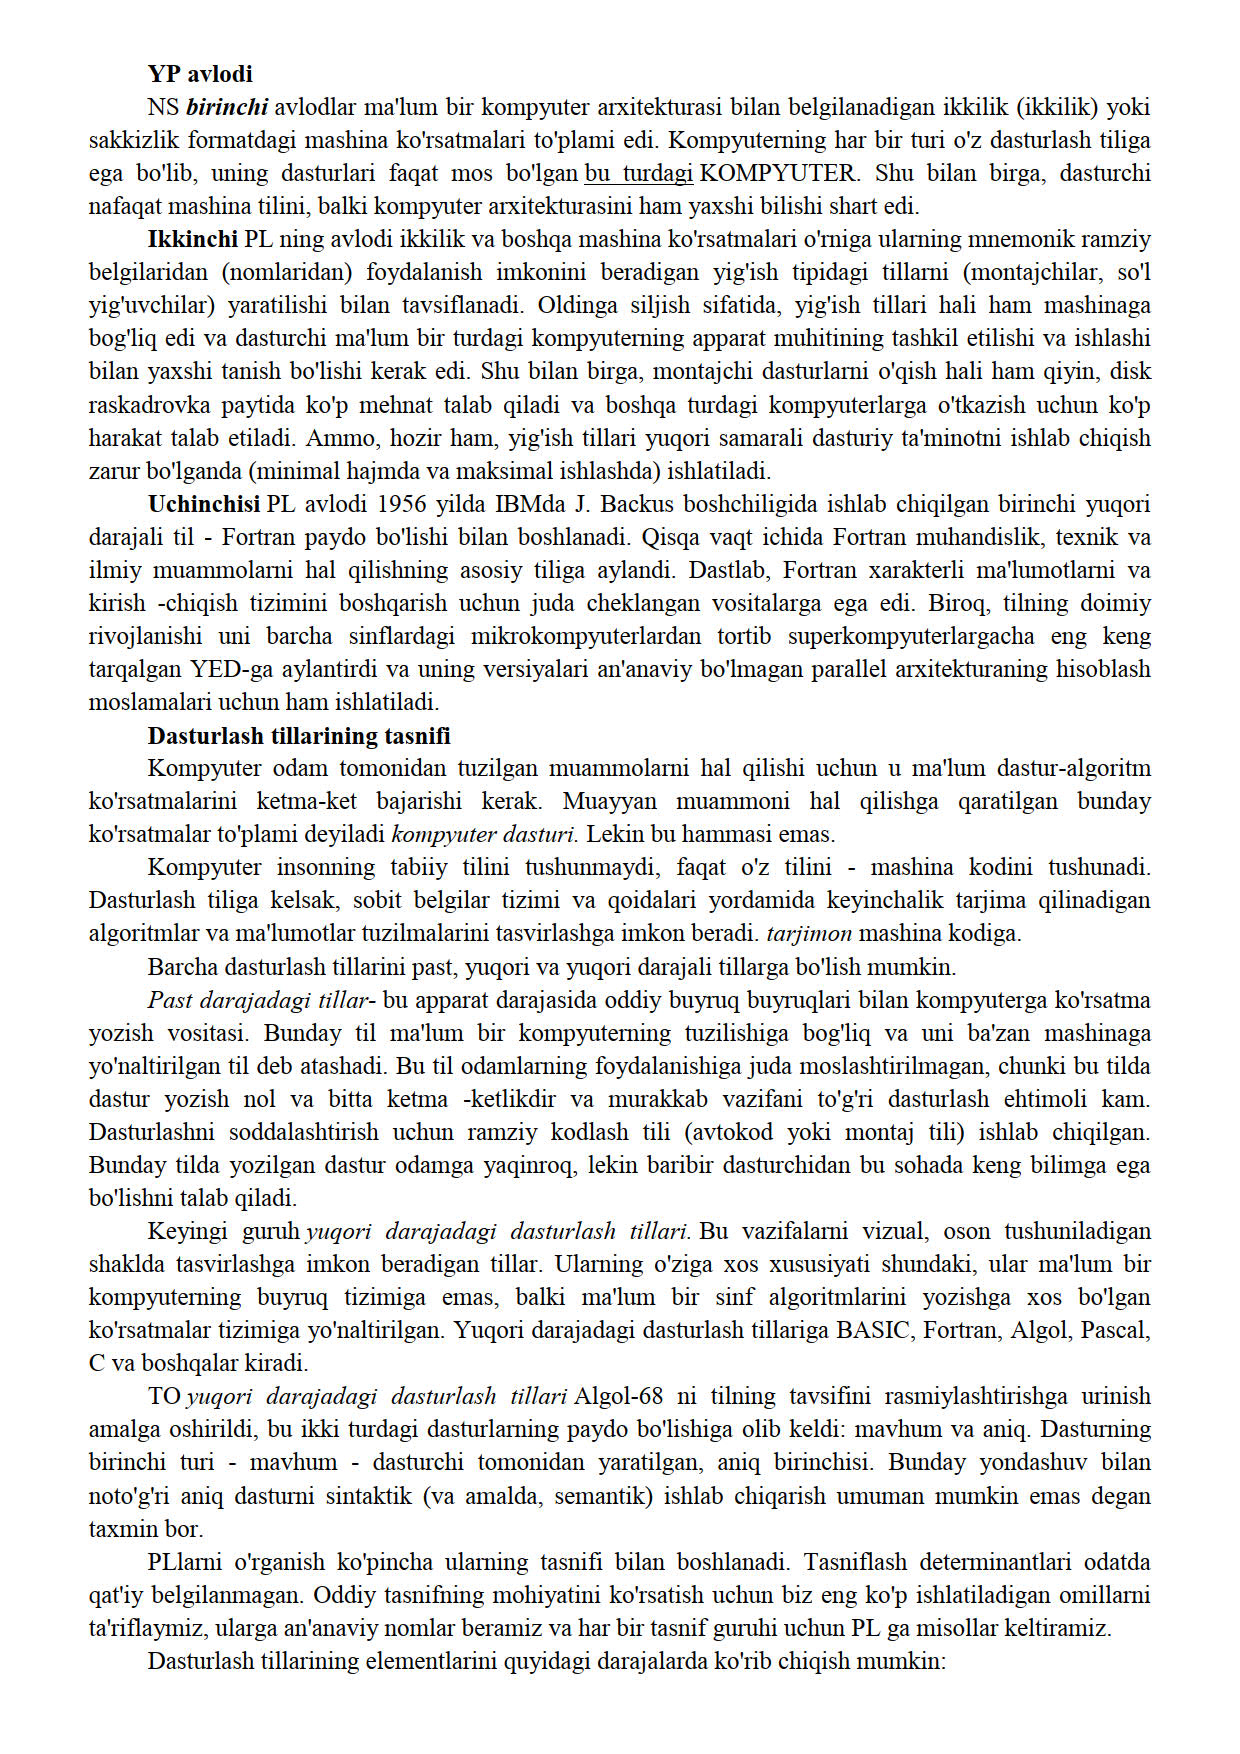 YP avlodi
NS birinchi avlodlar ma'lum bir kompyuter arxitekturasi bilan belgilanadigan ikkilik (ikkilik) yoki
sakkizlik formatdagi mashina ko'rsatmalari to'plami edi. Kompyuterning har bir turi o'z dasturlash tiliga
ega bo'lib, uning dasturlari faqat mos bo'lgan bu turdagi KOMPYUTER. Shu bilan birga, dasturchi
nafaqat mashina tilini, balki kompyuter arxitekturasini ham yaxshi bilishi shart edi.
Ikkinchi PL ning avlodi ikkilik va boshqa mashina ko'rsatmalari o'rniga ularning mnemonik ramziy
belgilaridan (nomlaridan) foydalanish imkonini beradigan yig'ish tipidagi tillarni (montajchilar, so'l
yig'uvchilar) yaratilishi bilan tavsiflanadi. Oldinga siljish sifatida, yig'ish tillari hali ham mashinaga
bog'liq edi va dasturchi ma'lum bir turdagi kompyuterning apparat muhitining tashkil etilishi va ishlashi
bilan yaxshi tanish bo'lishi kerak edi. Shu bilan birga, montajchi dasturlarni o'qish hali ham qiyin, disk
raskadrovka paytida ko'p mehnat talab qiladi va boshqa turdagi kompyuterlarga o'tkazish uchun ko'p
harakat talab etiladi. Ammo, hozir ham, yig'ish tillari yuqori samarali dasturiy ta'minotni ishlab chiqish
zarur bo'lganda (minimal hajmda va maksimal ishlashda) ishlatiladi.
Uchinchisi PL avlodi 1956 yilda IBMda J. Backus boshchiligida ishlab chiqilgan birinchi yuqori
darajali til - Fortran paydo bo'lishi bilan boshlanadi. Qisqa vaqt ichida Fortran muhandislik, texnik va
ilmiy muammolarni hal qilishning asosiy tiliga aylandi. Dastlab, Fortran xarakterli ma'lumotlarni va
kirish -chiqish tizimini boshqarish uchun juda cheklangan vositalarga ega edi. Biroq, tilning doimiy
rivojlanishi uni barcha sinflardagi mikrokompyuterlardan tortib superkompyuterlargacha eng keng
tarqalgan YED-ga aylantirdi va uning versiyalari an'anaviy bo'lmagan parallel arxitekturaning hisoblash
moslamalari uchun ham ishlatiladi.
Dasturlash tillarining tasnifi
Kompyuter odam tomonidan tuzilgan muammolarni hal qilishi uchun u ma'lum dastur-algoritm
ko'rsatmalarini ketma-ket bajarishi kerak. Muayyan muammoni hal qilishga qaratilgan bunday
ko'rsatmalar to'plami deyiladi kompyuter dasturi. Lekin bu hammasi emas.
Kompyuter insonning tabiiy tilini tushunmaydi, faqat o'z tilini - mashina kodini tushunadi.
Dasturlash tiliga kelsak, sobit belgilar tizimi va qoidalari yordamida keyinchalik tarjima qilinadigan
algoritmlar va ma'lumotlar tuzilmalarini tasvirlashga imkon beradi. tarjimon mashina kodiga.
Barcha dasturlash tillarini past, yuqori va yuqori darajali tillarga bo'lish mumkin.
Past darajadagi tillar- bu apparat darajasida oddiy buyruq buyruqlari bilan kompyuterga ko'rsatma
yozish vositasi. Bunday til ma'lum bir kompyuterning tuzilishiga bog'liq va uni ba'zan mashinaga
yo'naltirilgan til deb atashadi. Bu til odamlarning foydalanishiga juda moslashtirilmagan, chunki bu tilda
dastur yozish nol va bitta ketma -ketlikdir va murakkab vazifani to'g'ri dasturlash ehtimoli kam.
Dasturlashni soddalashtirish uchun ramziy kodlash tili (avtokod yoki montaj tili) ishlab chiqilgan.
Bunday tilda yozilgan dastur odamga yaqinroq, lekin baribir dasturchidan bu sohada keng bilimga ega
bo'lishni talab qiladi.
Keyingi guruh yuqori darajadagi dasturlash tillari. Bu vazifalarni vizual, oson tushuniladigan
shaklda tasvirlashga imkon beradigan tillar. Ularning o'ziga xos xususiyati shundaki, ular ma'lum bir
kompyuterning buyruq tizimiga emas, balki ma'lum bir sinf algoritmlarini yozishga xos bo'lgan
ko'rsatmalar tizimiga yo'naltirilgan. Yuqori darajadagi dasturlash tillariga BASIC, Fortran, Algol, Pascal,
C va boshqalar kiradi.
TO yuqori darajadagi dasturlash tillari Algol-68 ni tilning tavsifini rasmiylashtirishga urinish
amalga oshirildi, bu ikki turdagi dasturlarning paydo bo'lishiga olib keldi: mavhum va aniq. Dasturning
birinchi turi - mavhum - dasturchi tomonidan yaratilgan, aniq birinchisi. Bunday yondashuv bilan
noto'g'ri aniq dasturni sintaktik (va amalda, semantik) ishlab chiqarish umuman mumkin emas degan
taxmin bor.
PLlarni o'rganish ko'pincha ularning tasnifi bilan boshlanadi. Tasniflash determinantlari odatda
qat'iy belgilanmagan. Oddiy tasnifning mohiyatini ko'rsatish uchun biz eng ko'p ishlatiladigan omillarni
ta'riflaymiz, ularga an'anaviy nomlar beramiz va har bir tasnif guruhi uchun PL ga misollar keltiramiz.
Dasturlash tillarining elementlarini quyidagi darajalarda ko'rib chiqish mumkin: